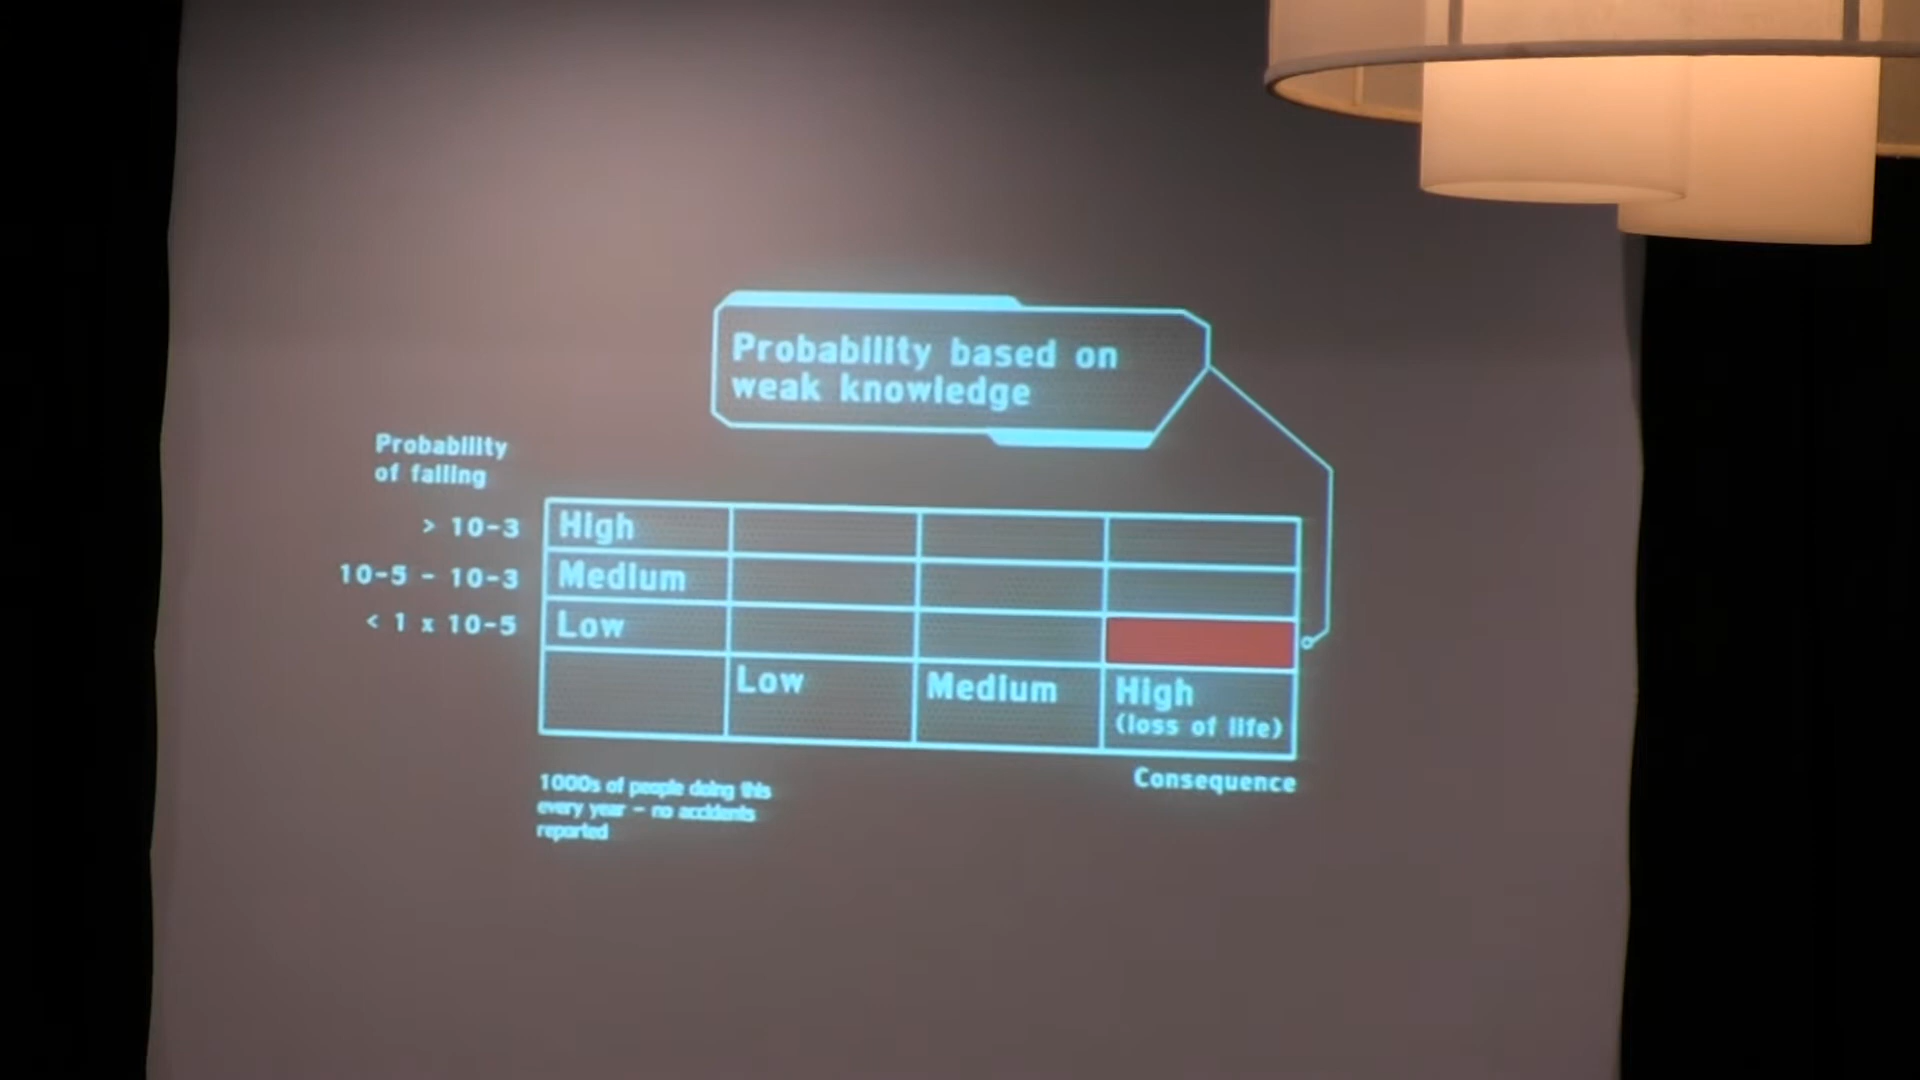 Probability based on
weak knowledge
Probability
of falling
> 10-3
High
10-5 - 10-3
Medium
< 1 x 10-5
Low
Low
Medium
High
(loss of life)
Consequence
1000s of people doing this
every year - no accidents
reported